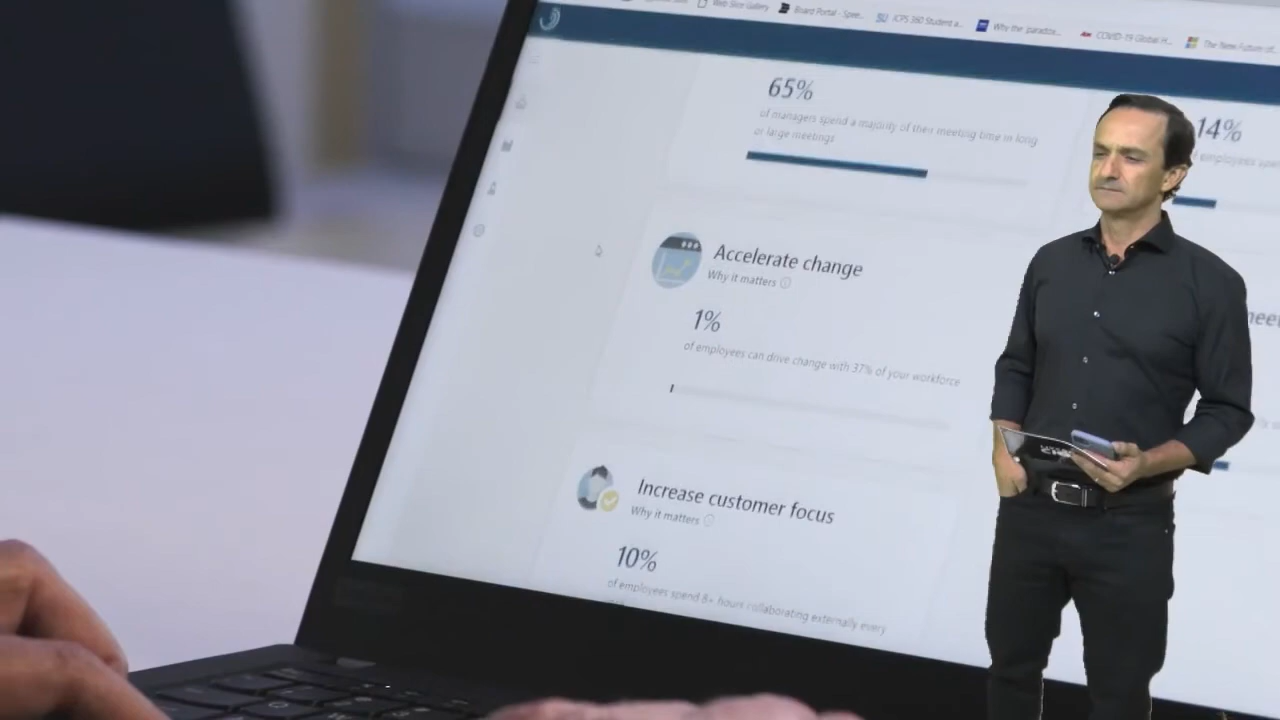 Web Slice Gallery
Board Portal - Spee...
ICPS 360 Student a...
Why the 'parado...
COVID-19 Global H...
The New Future of
65%
of managers spend a majority of their meeting time in long
or large meetings
14%
employees spe
Accelerate change
Why it matters
1%
of employees can drive change with 37% of your workforce
Increase customer focus
Why it matters
10%
of employees spend 8+ hours collaborating externally every